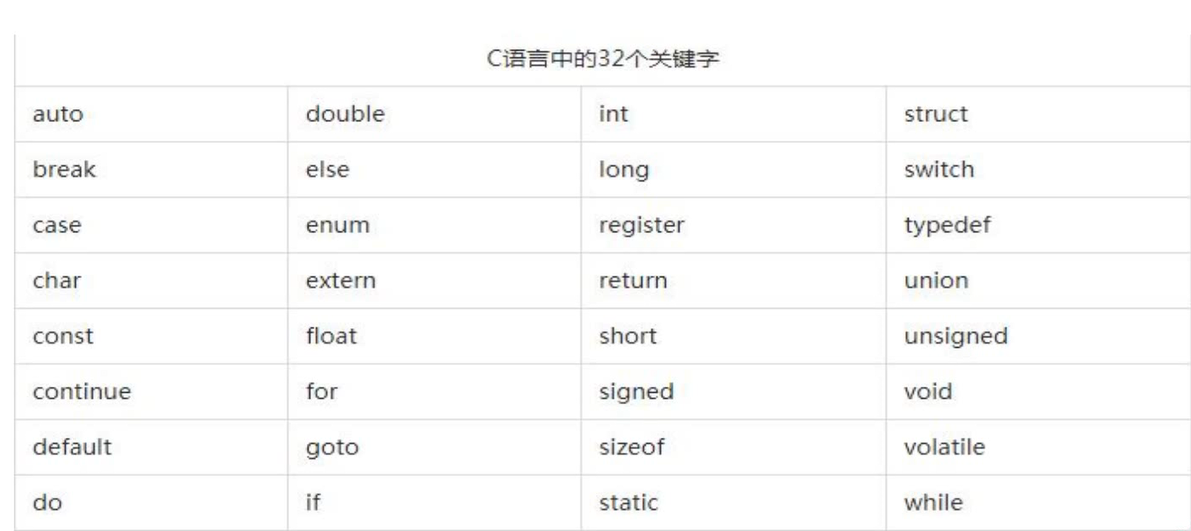 C语言中的32个关键字
auto double int struct
break else long switch
case enum register typedef
char extern return union
const float short unsigned
continue for signed void
default goto sizeof volatile
do if static while